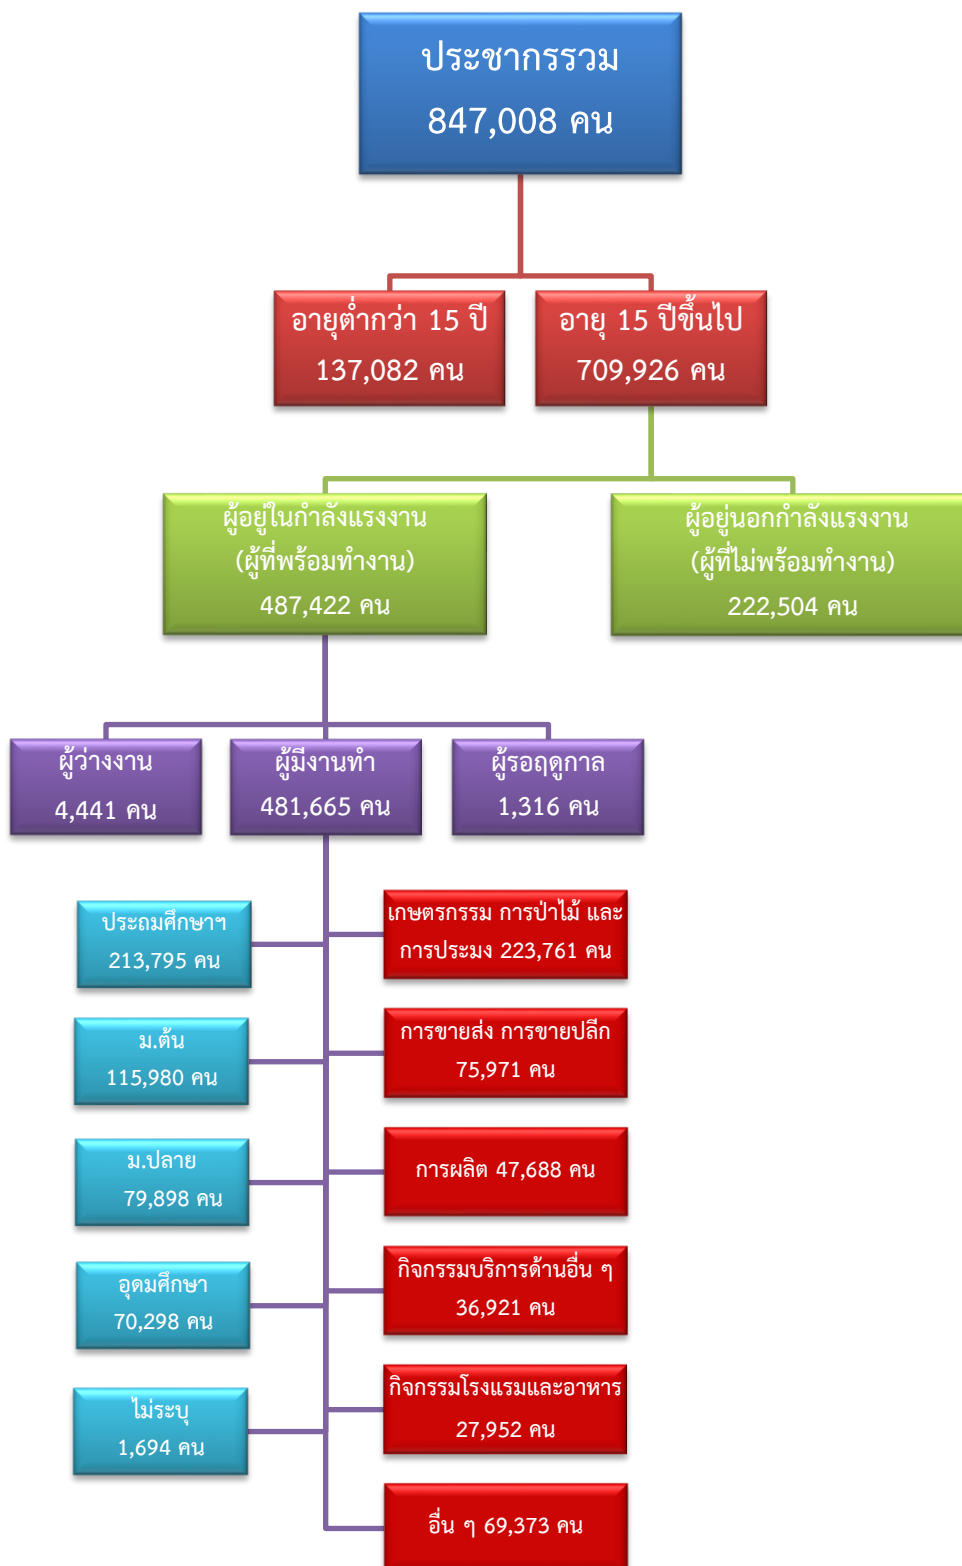 ประชากรรวม
847,008 คน
อายุต่ำกว่า 15 ปี
137,082 คน
อายุ 15 ปีขึ้นไป
709,926 คน
ผู้อยู่ในกำลังแรงงาน
(ผู้ที่พร้อมทำงาน)
487,422 คน
ผู้อยู่นอกกำลังแรงงาน
(ผู้ที่ไม่พร้อมทำงาน)
222,504 คน
ผู้ว่างงาน
4,441 คน
ผู้มีงานทำ
481,665 คน
ผู้รอฤดูกาล
1,316 คน
ประถมศึกษาฯ
213,795 คน
ม.ต้น
115,980 คน
ม.ปลาย
79,898 คน
อุดมศึกษา
70,298 คน
ไม่ระบุ
1,694 คน
เกษตรกรรม การป่าไม้ และ
การประมง 223,761 คน
การขายส่ง การขายปลีก
75,971 คน
การผลิต 47,688 คน
กิจกรรมบริการด้านอื่น ๆ
36,921 คน
กิจกรรมโรงแรมและอาหาร
27,952 คน
อื่น ๆ 69,373 คน